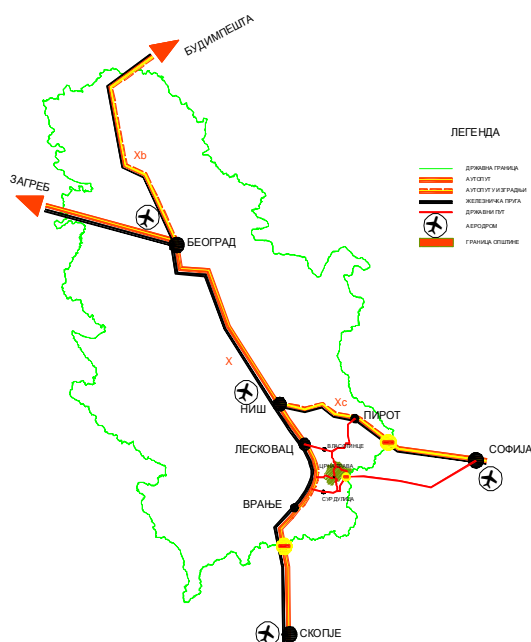 БУДИМПЕШТА
ЛЕГЕНДА
Xb
ДРЖАВНА ГРАНИЦА
ЗАГРЕБ
АУТОПУТ
АУТОПУТ У ИЗГРАДЊИ
ЖЕЛЕЗНИЧКА ПРУГА
ДРЖАВНИ ПУТ
АЕРОДРОМ
БЕОГРАД
ГРАНИЦА ОПШТИНЕ
X
Xc
НИШ
ПИРОТ
ЛЕСКОВАЦ
ВЛАСОТИНЦЕ
СОФИЈА
ЦРНА ТРАВА
ВРАЊЕ
СУРДУЛИЦА
СКОПЈЕ